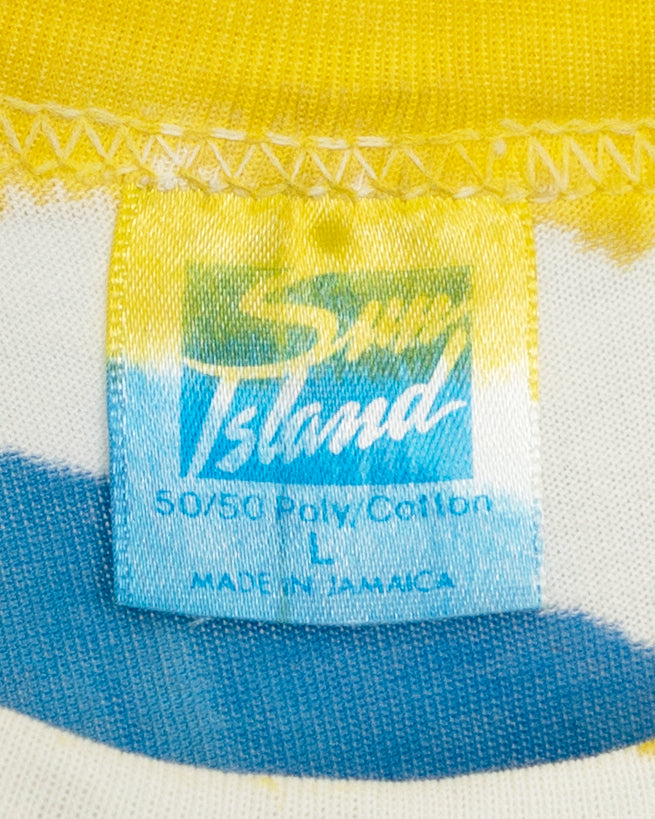 Sun
Island
50/50 Poly/Cotton
L
MADE IN JAMAICA